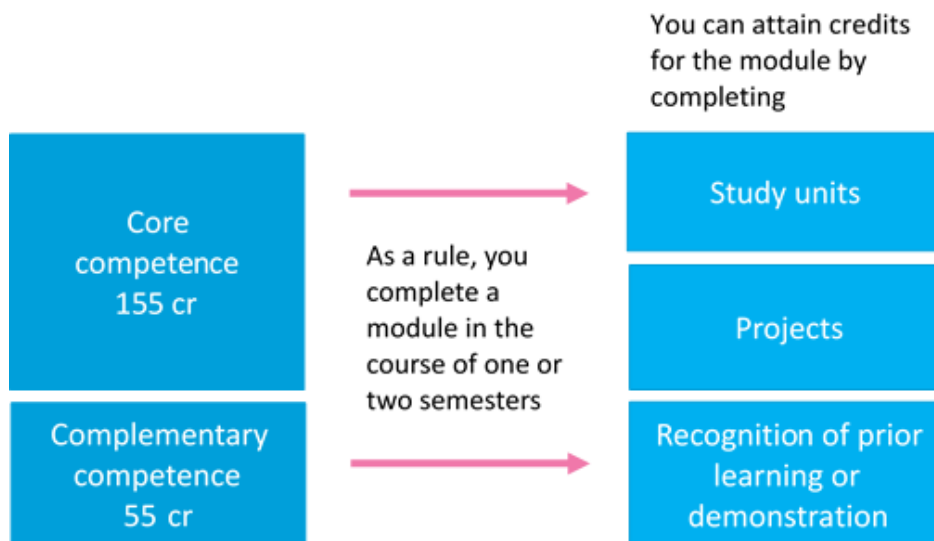 You can attain credits
for the module by
completing
Core
competence
155 cr
Study units
As a rule, you
complete a
module in the
course of one or
two semesters
Projects
Complementary
competence
55 cr
Recognition of prior
learning or
demonstration